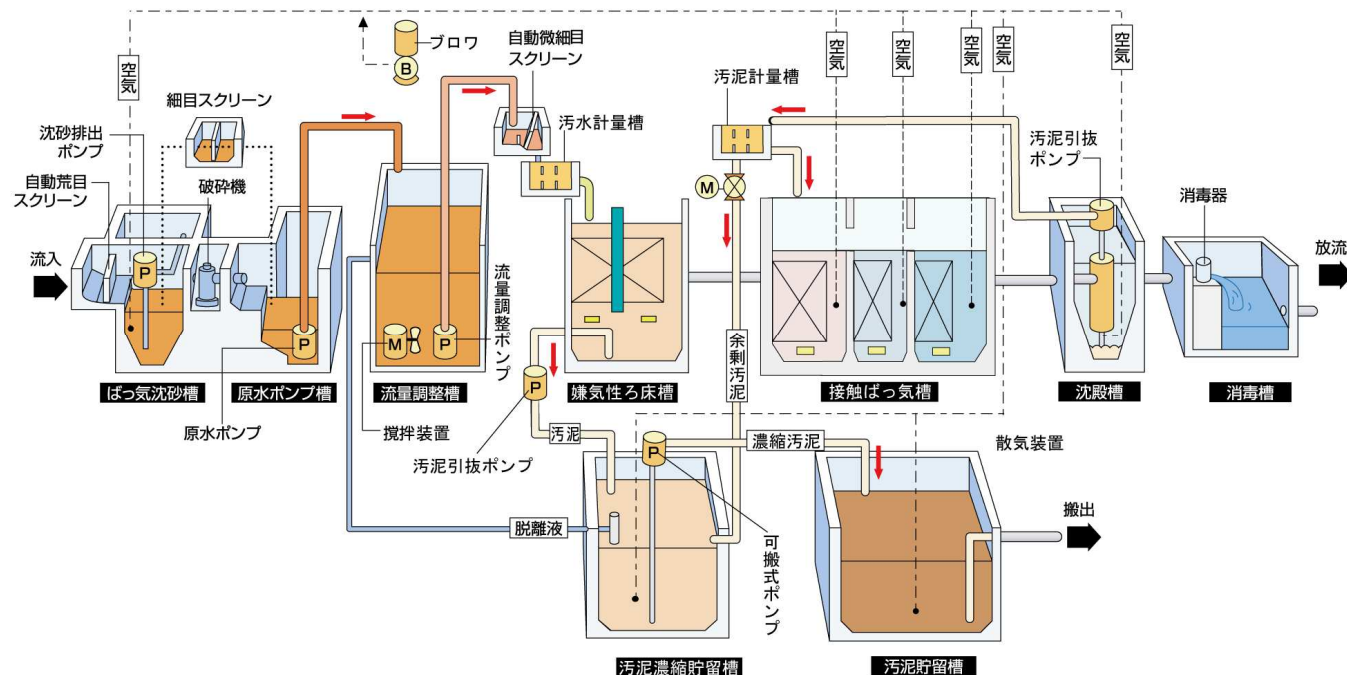 空気
ブロワ
B
自動微細目
スクリーン
空気
空気
空気
空気
空気
汚泥計量槽
細目スクリーン
汚水計量槽
沈砂排出
ポンプ
汚泥引抜
ポンプ
自動荒目
スクリーン
破砕機
M
消毒器
流入
P
放流
流量調整ポンプ
P
M
P
余剰汚泥
P
ばっ気沈砂槽
原水ポンプ槽
流量調整槽
嫌気性ろ床槽
接触ばっ気槽
沈殿槽
消毒槽
原水ポンプ
撹拌装置
汚泥
P
濃縮汚泥
散気装置
汚泥引抜ポンプ
脱離液
可搬式ポンプ
搬出
汚泥濃縮貯留槽
汚泥貯留槽